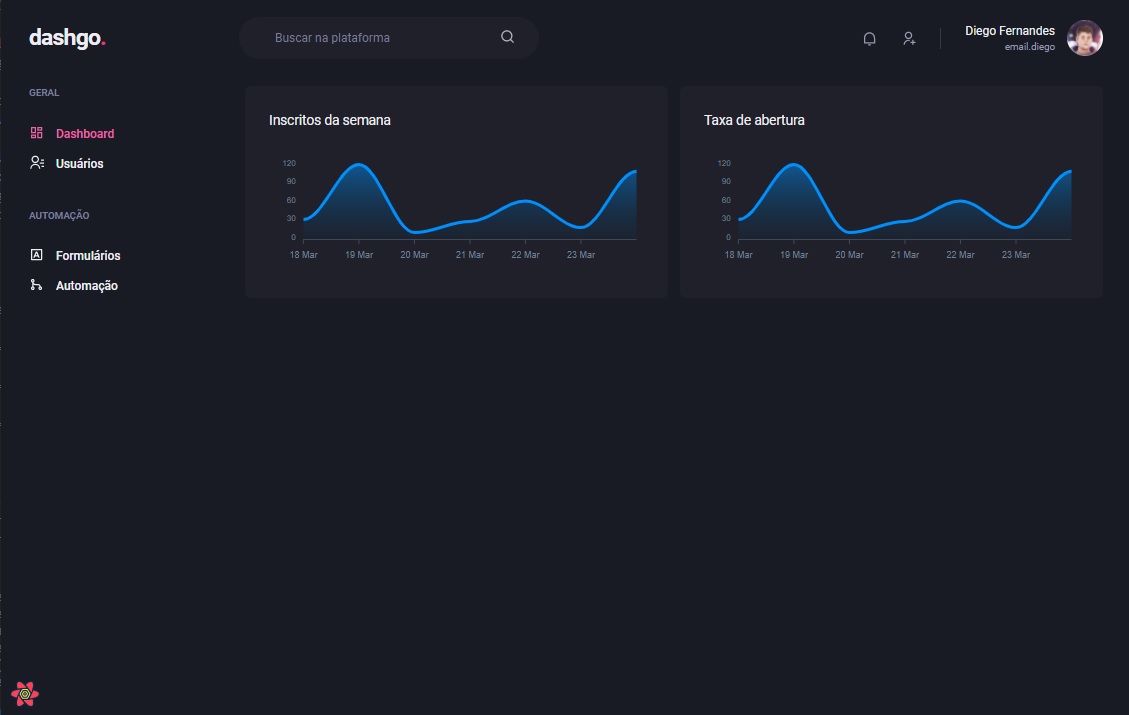 dashgo.
Buscar na plataforma
Diego Fernandes
email.diego
GERAL
Dashboard
Usuários
AUTOMAÇÃO
Formulários
Automação
Inscritos da semana
120
90
60
30
0
18 Mar 19 Mar 20 Mar 21 Mar 22 Mar 23 Mar
Taxa de abertura
120
90
60
30
0
18 Mar 19 Mar 20 Mar 21 Mar 22 Mar 23 Mar